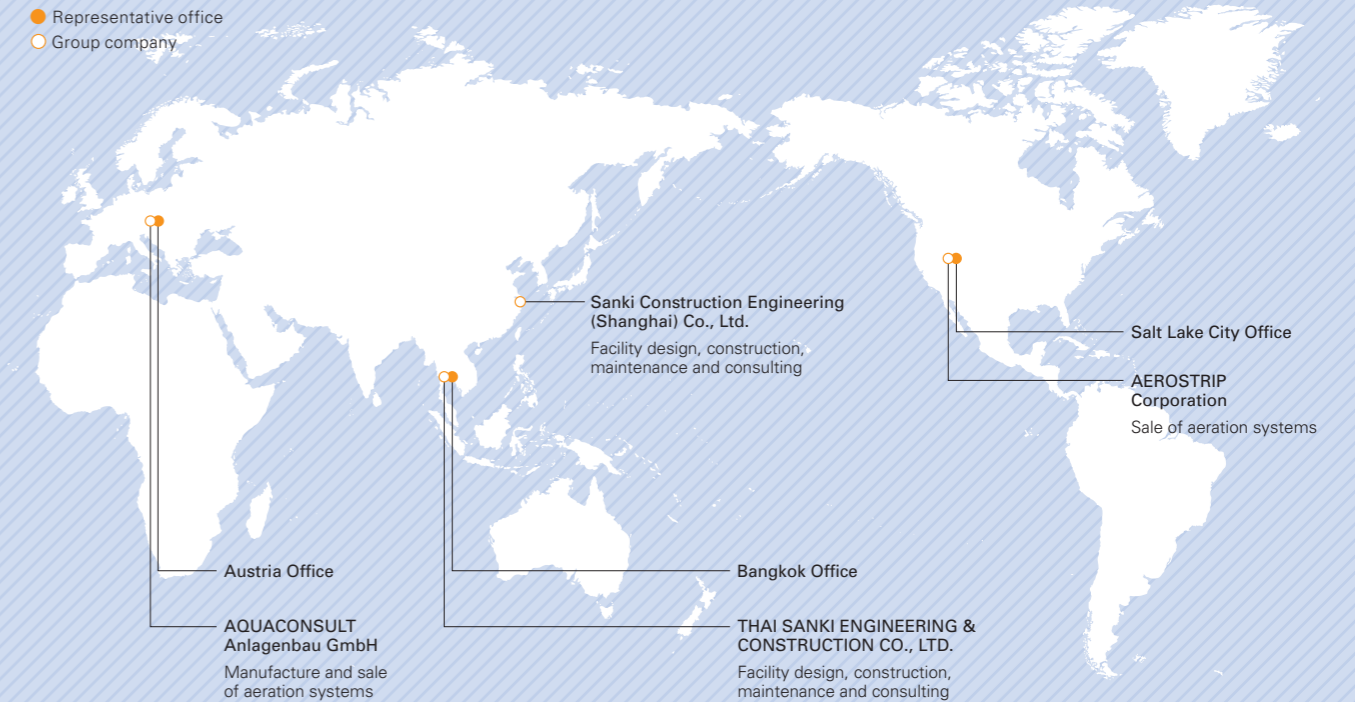 Representative office
Group company
Sanki Construction Engineering
(Shanghai) Co., Ltd.
Facility design, construction,
maintenance and consulting
Salt Lake City Office
AEROSTRIP
Corporation
Sale of aeration systems
Austria Office
AQUACONSULT
Anlagenbau GmbH
Manufacture and sale
of aeration systems
Bangkok Office
THAI SANKI ENGINEERING &
CONSTRUCTION CO., LTD.
Facility design, construction,
maintenance and consulting